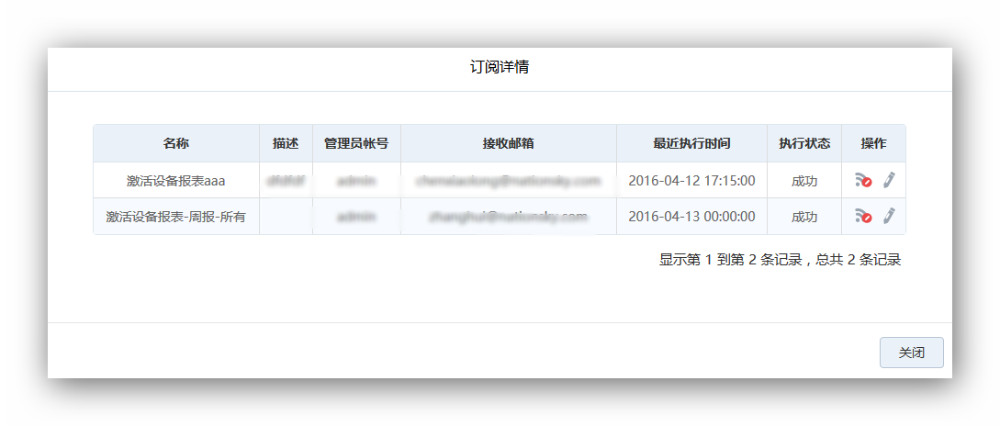 订阅详情
名称 描述 管理员帐号 接收邮箱 最近执行时间 执行状态 操作
激活设备报表aaa admin 2016-04-12 17:15:00 成功
激活设备报表-周报-所有 admin zhanghui@nationsky.com 2016-04-13 00:00:00 成功
显示第 1 到第 2 条记录，总共 2 条记录
关闭